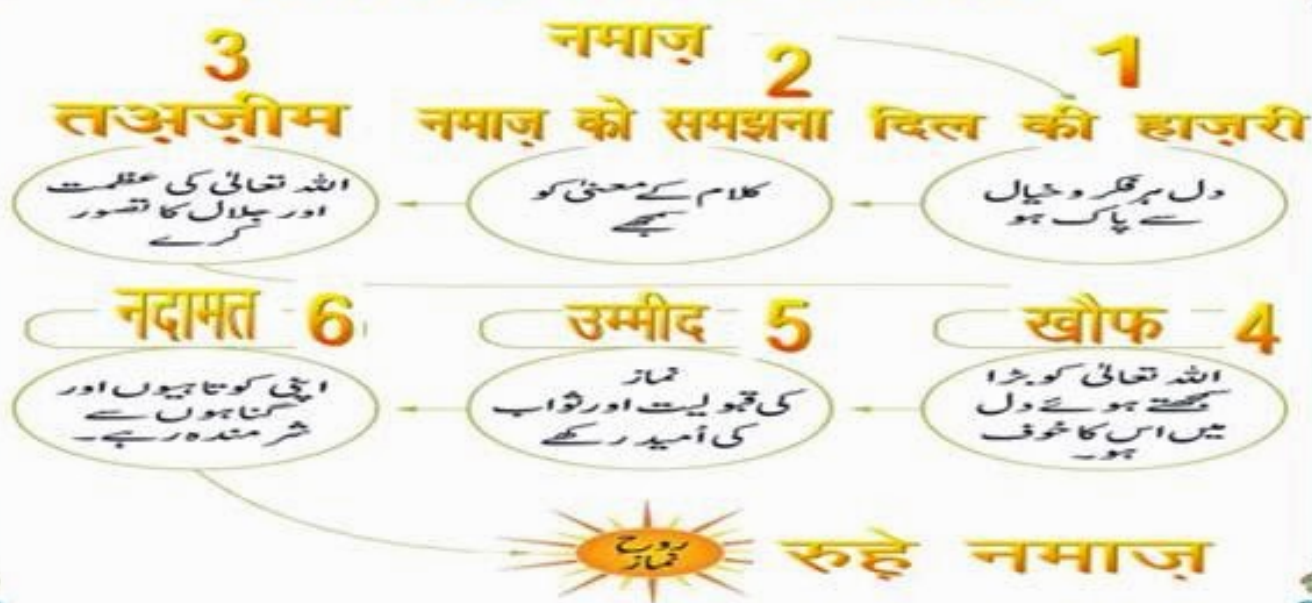 नमाज़
1
दिल की हाज़री
دل ہر فکر و خیال
سے پاک ہو
2
नमाज़ को समझना
کلام کے معنیٰ کو
سمجھے
3
तअ़ज़ीम
اللہ تعالیٰ کی عظمت
اور جلال کا تصور
کرے
खौफ 4
اللہ تعالیٰ کو بڑا
سمجھتے ہوئے دل
میں اس کا خوف
ہو۔
उम्मीद 5
نماز
کی قبولیت اور ثواب
کی اُمید رکھے
नदामत 6
اپنی کوتاہیوں اور
گناہوں سے
شرمندہ رہے۔
روح
نماز
रुह़े नमाज़